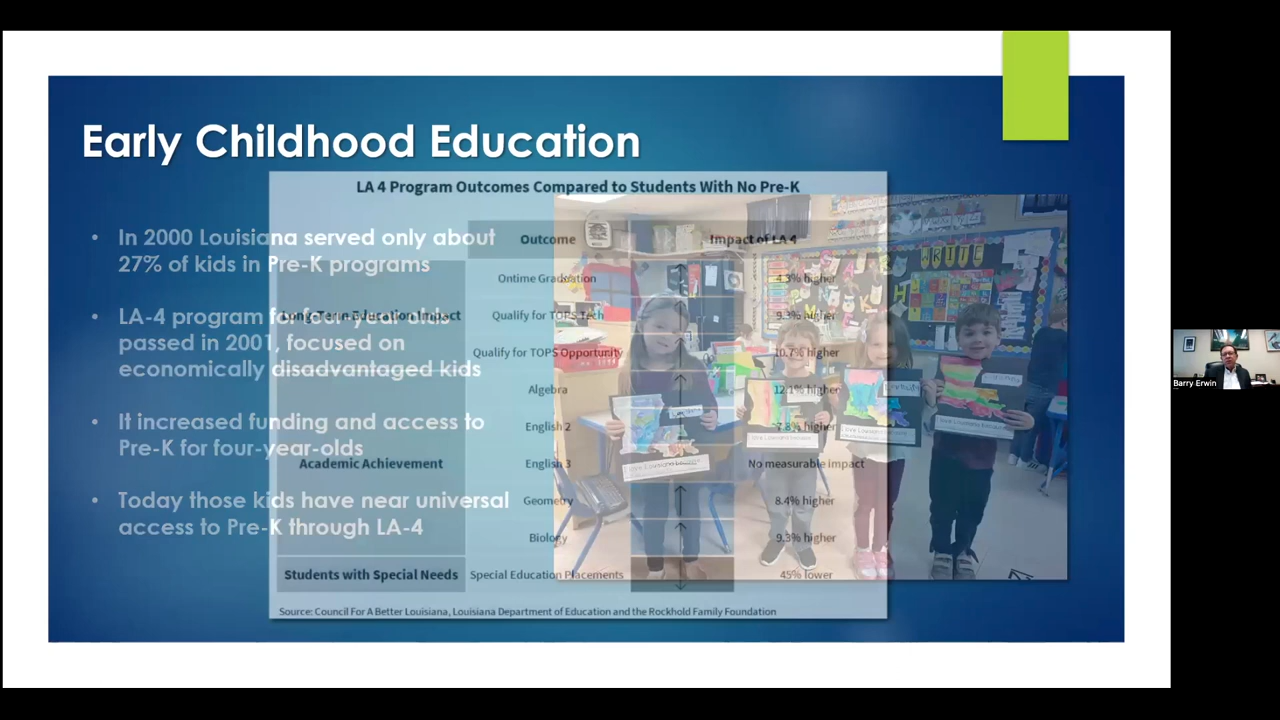 Early Childhood Education
• In 2000 Louisiana served only about
27% of kids in Pre-K programs
• LA-4 program for four-year-olds
passed in 2001, focused on
economically disadvantaged kids
• It increased funding and access to
Pre-K for four-year-olds
• Today those kids have near universal
access to Pre-K through LA-4
LA 4 Program Outcomes Compared to Students With No Pre-K
Outcome Impact of LA 4
Long-Term Education Impact
Ontime Graduation 4.3% higher
Qualify for TOPS Tech 9.3% higher
Qualify for TOPS Opportunity 10.7% higher
Academic Achievement
Algebra 12.1% higher
English 2 7.8% higher
English 3 No measurable impact
Geometry 8.4% higher
Biology 9.3% higher
Students with Special Needs Special Education Placements 45% lower
Source: Council For A Better Louisiana, Louisiana Department of Education and the Rockhold Family Foundation
Barry Erwin